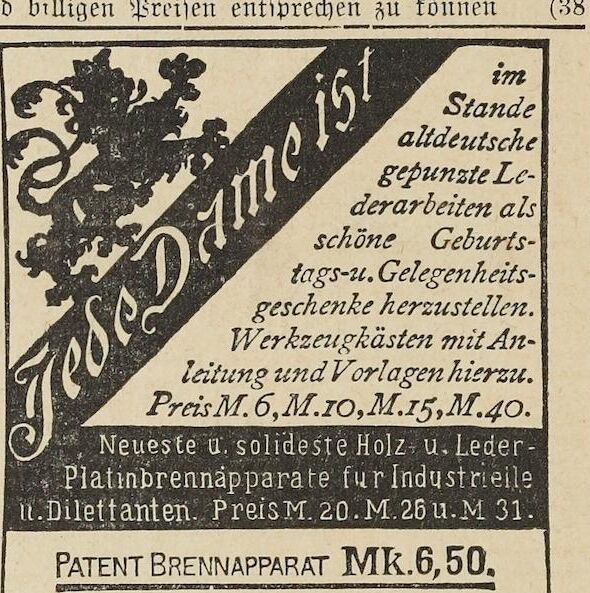 d billigen Preisen entsprechen zu können (38
Jede Dame ist
im
Stande
altdeutsche
gepunzte Le-
derarbeiten als
schöne Geburts-
tags-u. Gelegenheits-
geschenke herzustellen.
Werkzeugkästen mit An-
leitung und Vorlagen hierzu.
Preis M. 6, M. 10, M. 15, M. 40.
Neueste u. solideste Holz- u. Leder-
Platinbrennapparate für Industrielle
u. Dilettanten. Preis M. 20. M. 26 u. M 31.
PATENT BRENNAPPARAT Mk. 6,50.